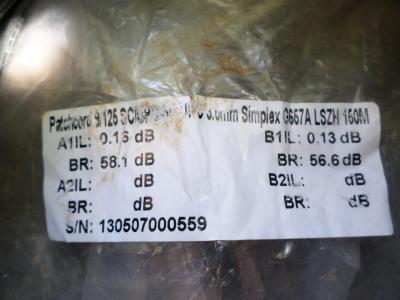 Patchcord 9/125 3.0mm Simplex G657A LSZH 150M
A1IL: 0.16 dB B1IL: 0.13 dB
BR: 58.1 dB BR: 56.6 dB
A2IL: dB B2IL: dB
BR: dB BR: dB
S/N: 130507000559